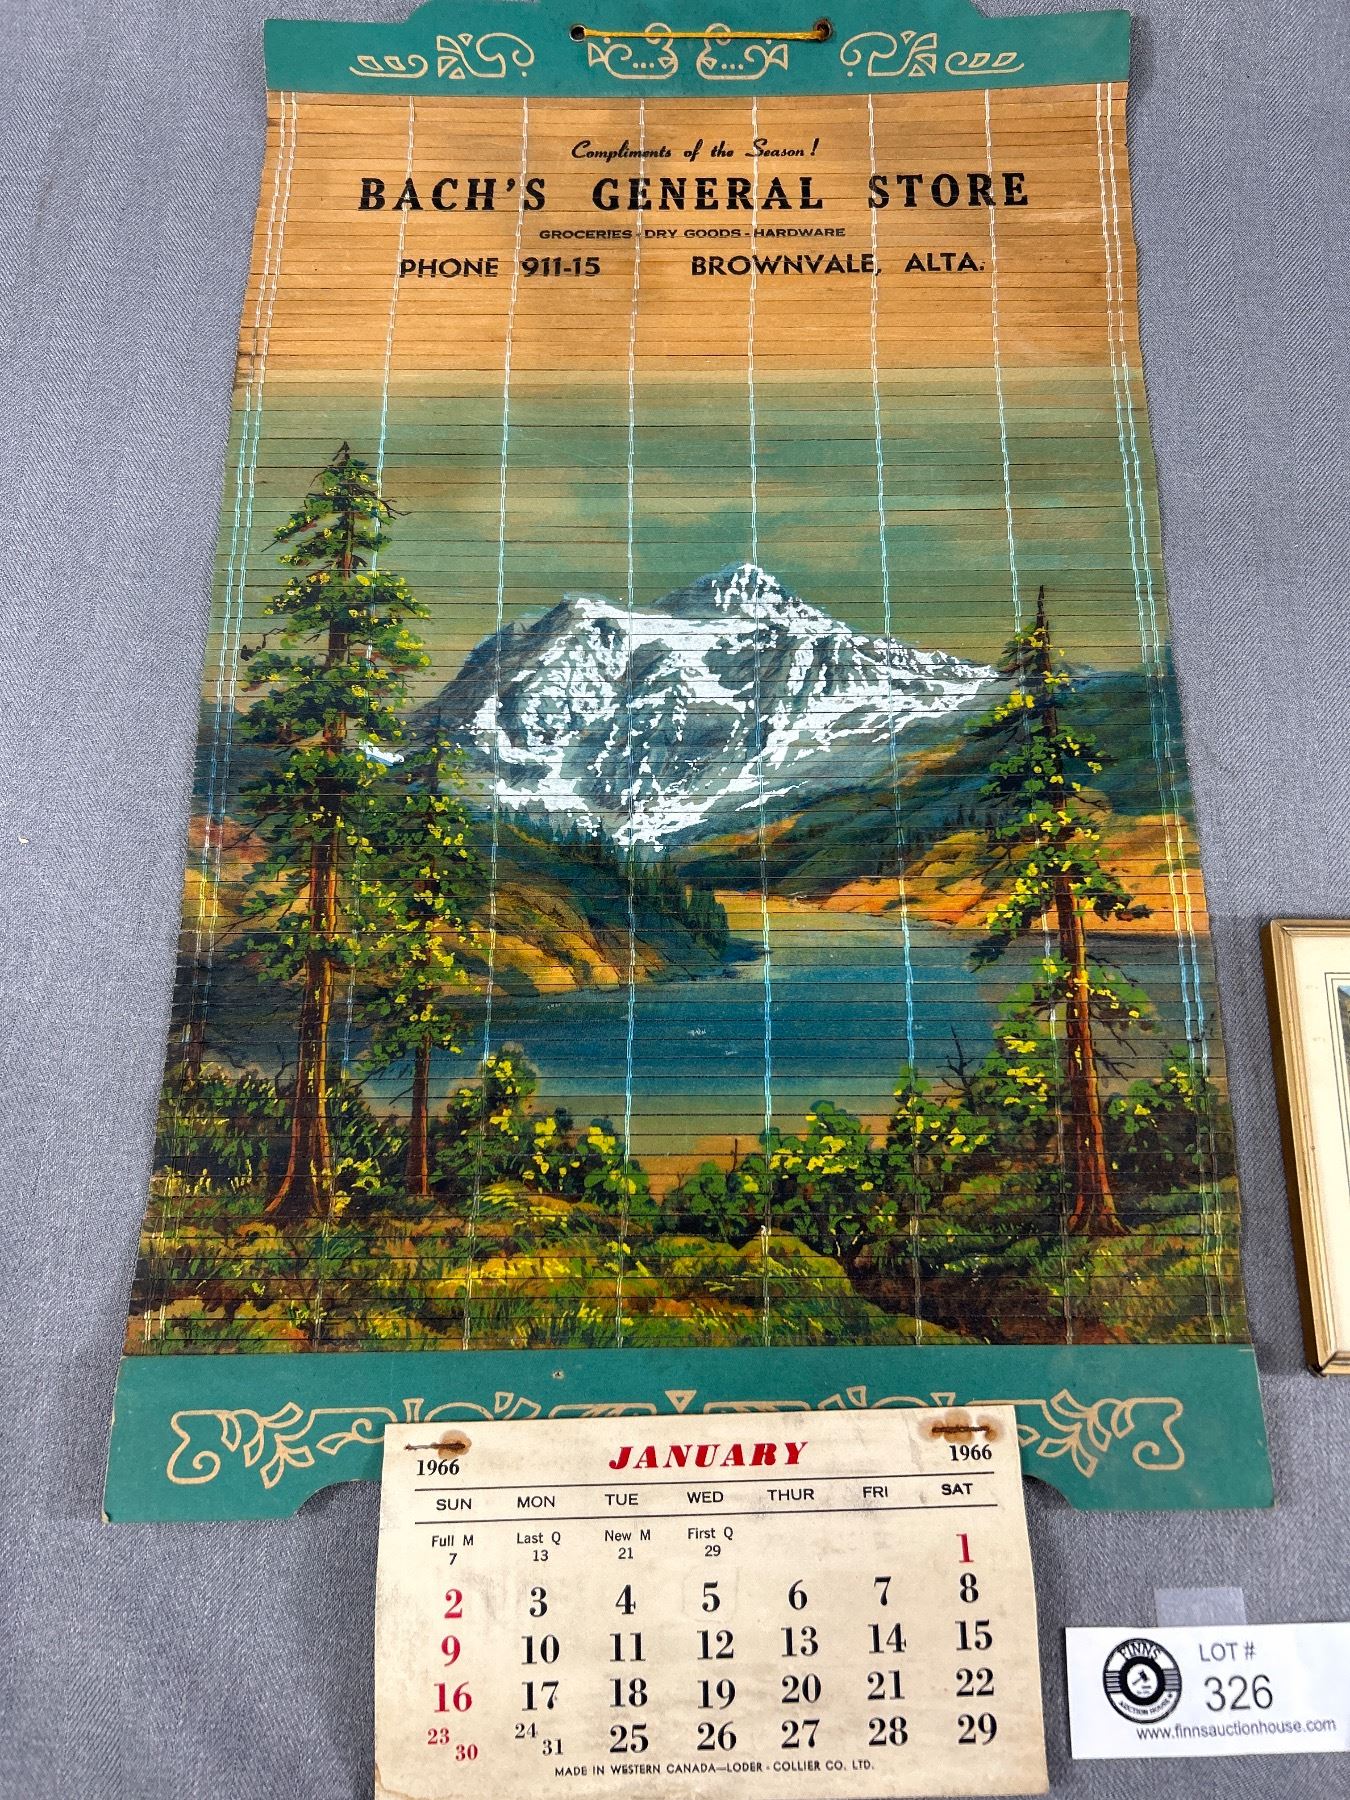 Compliments of the Season!
BACH'S GENERAL STORE
GROCERIES - DRY GOODS - HARDWARE
PHONE 911-15 BROWNVALE, ALTA.
1966 JANUARY 1966
SUN MON TUE WED THUR FRI SAT
Full M 7 Last Q 13 New M 21 First Q 29 1
2 3 4 5 6 7 8
9 10 11 12 13 14 15
16 17 18 19 20 21 22
23 30 24 31 25 26 27 28 29
MADE IN WESTERN CANADA—LODER-COLLIER CO. LTD.
FINNS
AUCTION HOUSE
LOT #
326
www.finnsauctionhouse.com